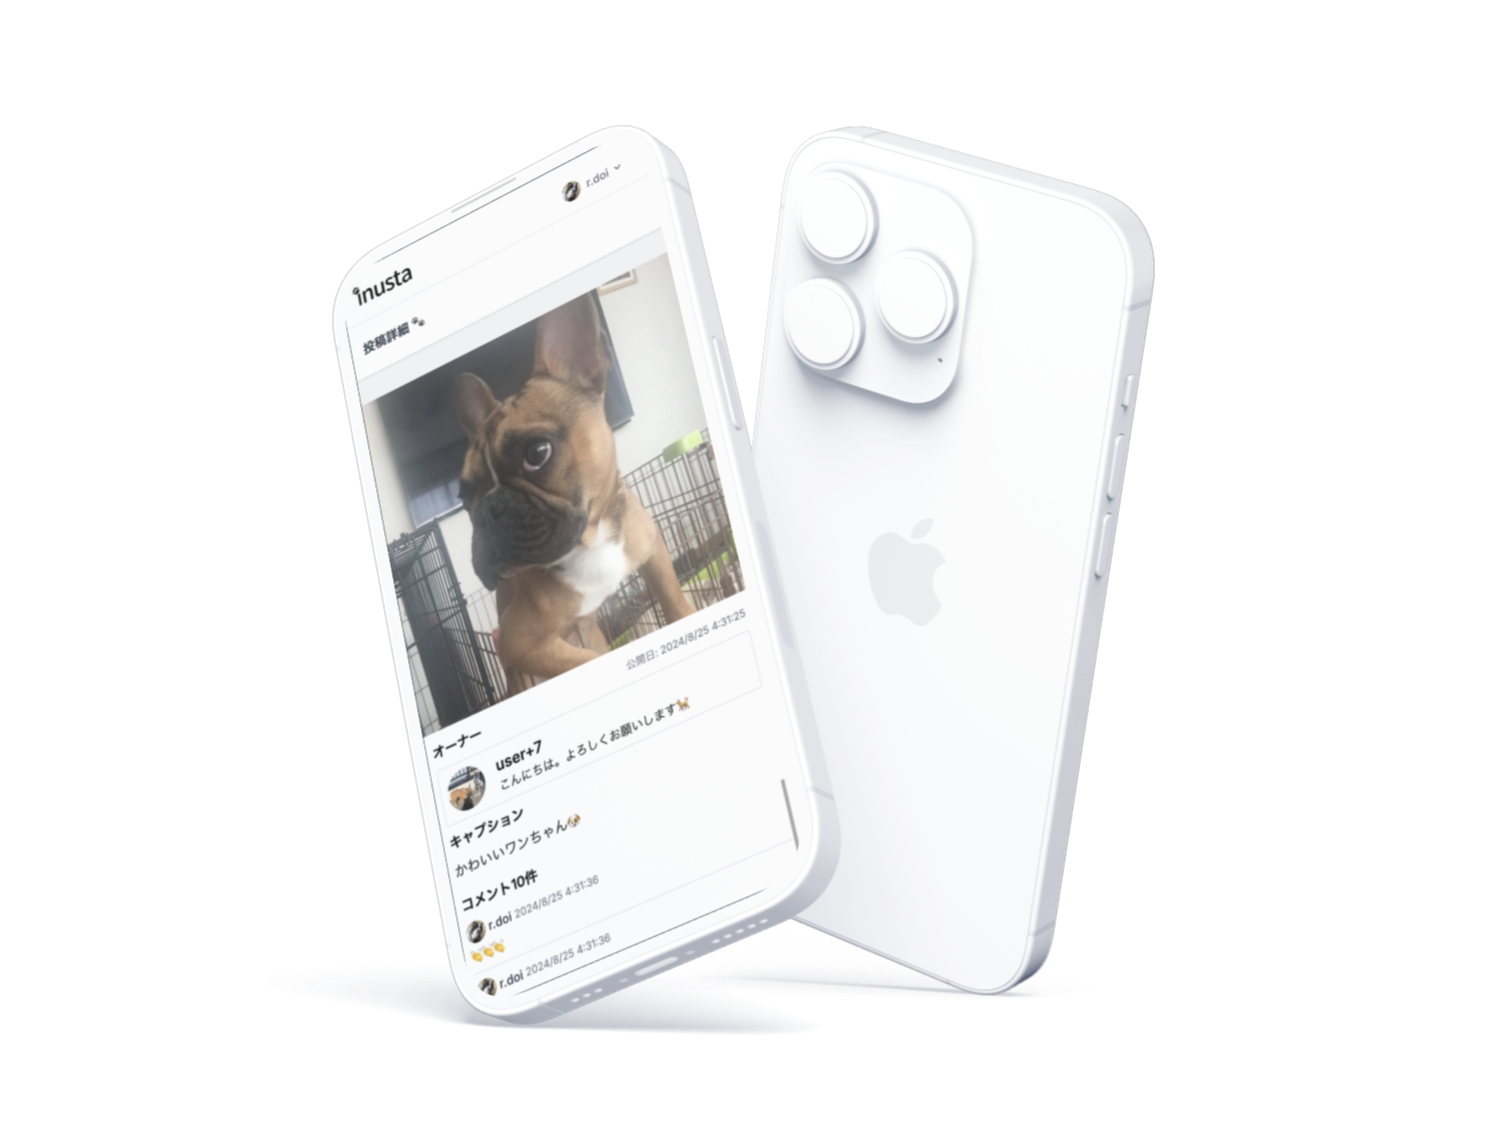 r.doi
inusta
投稿詳細🐾
公開日: 2024/8/25 4:31:25
オーナー
user+7
こんにちは。よろしくお願いします🐕
キャプション
かわいいワンちゃん🐶
コメント10件
r.doi 2024/8/25 4:31:36
👏👏👏
r.doi 2024/8/25 4:31:36